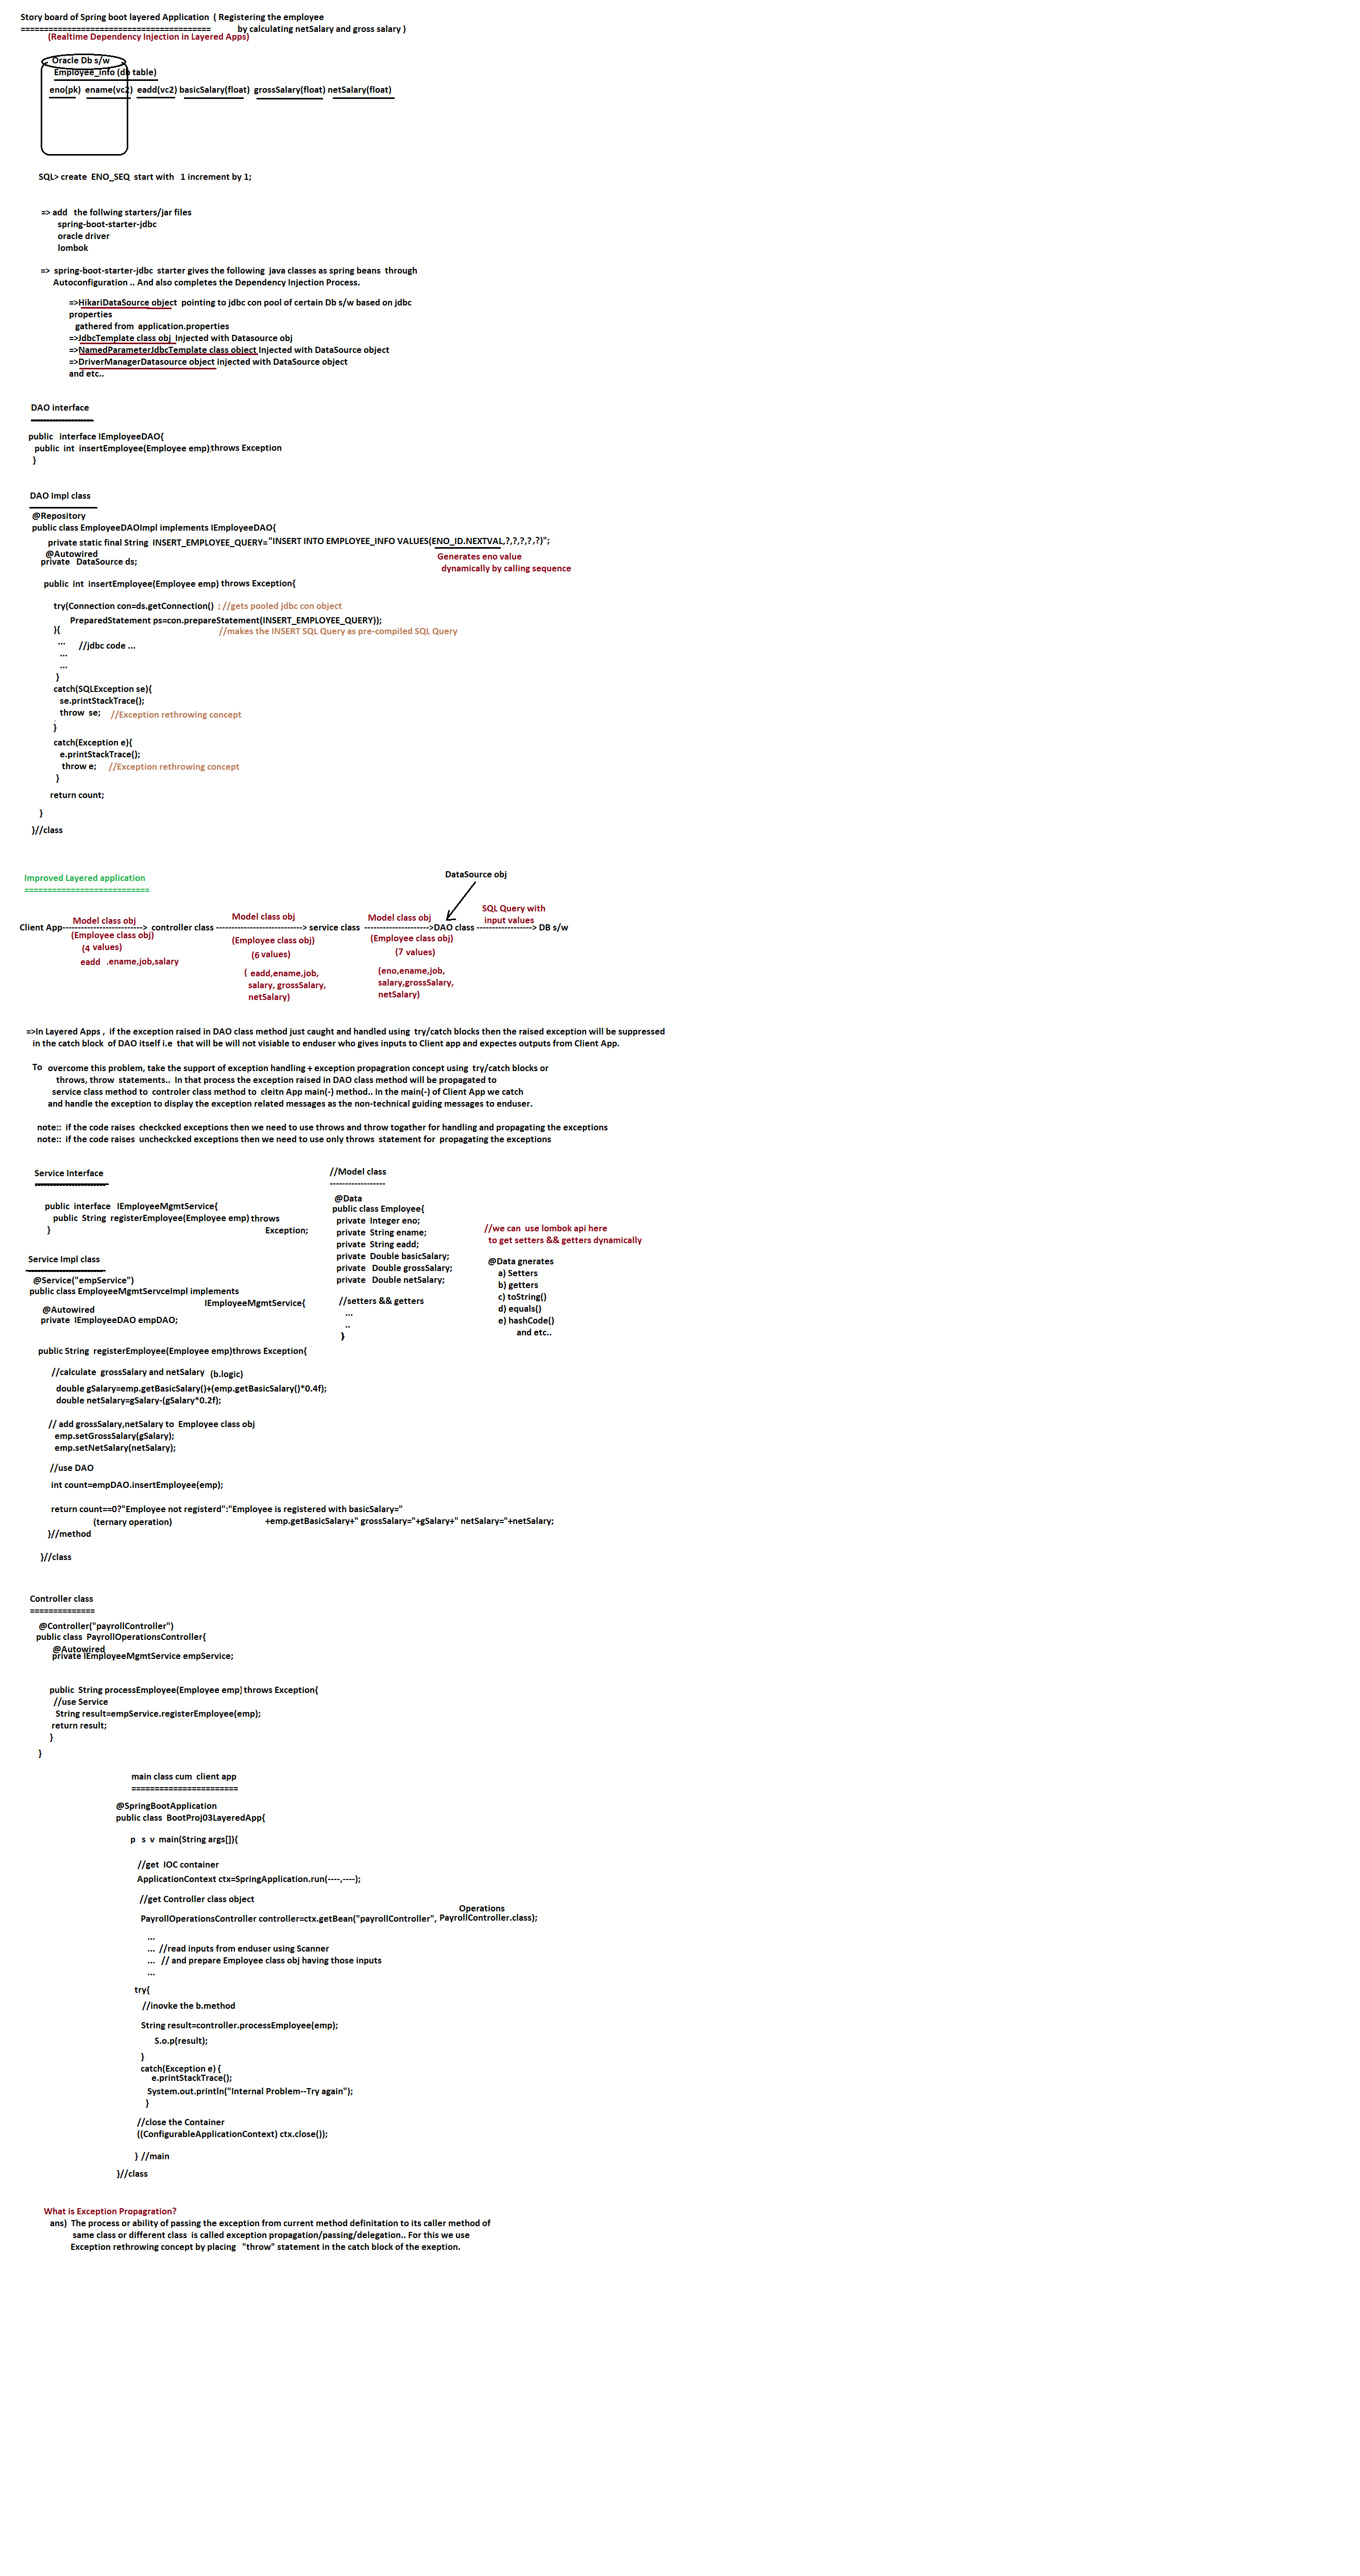 Story board of Spring boot layered Application ( Registering the employee
========================================= by calculating netSalary and gross salary )
(Realtime Dependency Injection in Layered Apps)
Oracle Db s/w
Employee_info (db table)
eno(pk) ename(vc2) eadd(vc2) basicSalary(float) grossSalary(float) netSalary(float)
SQL> create ENO_SEQ start with 1 increment by 1;
=> add the follwing starters/jar files
spring-boot-starter-jdbc
oracle driver
lombok
=> spring-boot-starter-jdbc starter gives the following java classes as spring beans through
Autoconfiguration .. And also completes the Dependency Injection Process.
=>HikariDataSource object pointing to jdbc con pool of certain Db s/w based on jdbc
properties
gathered from application.properties
=>JdbcTemplate class obj Injected with Datasource obj
=>NamedParameterJdbcTemplate class object Injected with DataSource object
=>DriverManagerDatasource object injected with DataSource object
and etc..
DAO interface
--------------------
public interface IEmployeeDAO{
public int insertEmployee(Employee emp)throws Exception
}
DAO Impl class
@Repository
public class EmployeeDAOImpl implements IEmployeeDAO{
private static final String INSERT_EMPLOYEE_QUERY="INSERT INTO EMPLOYEE_INFO VALUES(ENO_ID.NEXTVAL,?,?,?,?,?)";
@Autowired
private DataSource ds;
Generates eno value
dynamically by calling sequence
public int insertEmployee(Employee emp) throws Exception{
try(Connection con=ds.getConnection() ; //gets pooled jdbc con object
PreparedStatement ps=con.prepareStatement(INSERT_EMPLOYEE_QUERY));
){ //makes the INSERT SQL Query as pre-compiled SQL Query
...
//jdbc code ...
...
...
}
catch(SQLException se){
se.printStackTrace();
throw se; //Exception rethrowing concept
}
catch(Exception e){
e.printStackTrace();
throw e; //Exception rethrowing concept
}
return count;
}
}//class
Improved Layered application
===========================
DataSource obj
Client App--------------------------> controller class ----------------------------> service class --------------------->DAO class ------------------> DB s/w
Model class obj
(Employee class obj)
(4 values)
eadd .ename,job,salary
Model class obj
(Employee class obj)
(6 values)
( eadd,ename,job,
salary, grossSalary,
netSalary)
Model class obj
(Employee class obj)
(7 values)
(eno,ename,job,
salary,grossSalary,
netSalary)
SQL Query with
input values
=>In Layered Apps , if the exception raised in DAO class method just caught and handled using try/catch blocks then the raised exception will be suppressed
in the catch block of DAO itself i.e that will be will not visiable to enduser who gives inputs to Client app and expectes outputs from Client App.
To overcome this problem, take the support of exception handling + exception propagration concept using try/catch blocks or
throws, throw statements.. In that process the exception raised in DAO class method will be propagated to
service class method to controler class method to cleitn App main(-) method.. In the main(-) of Client App we catch
and handle the exception to display the exception related messages as the non-technical guiding messages to enduser.
note:: if the code raises checkcked exceptions then we need to use throws and throw togather for handling and propagating the exceptions
note:: if the code raises uncheckcked exceptions then we need to use only throws statement for propagating the exceptions
Service Interface
-----------------------
public interface IEmployeeMgmtService{
public String registerEmployee(Employee emp) throws
} Exception;
//Model class
-----------------
@Data
public class Employee{
private Integer eno;
private String ename;
private String eadd;
private Double basicSalary;
private Double grossSalary;
private Double netSalary;
//setters && getters
...
..
}
//we can use lombok api here
to get setters && getters dynamically
@Data gnerates
a) Setters
b) getters
c) toString()
d) equals()
e) hashCode()
and etc..
Service Impl class
------------------------
@Service("empService")
public class EmployeeMgmtServceImpl implements
IEmployeeMgmtService{
@Autowired
private IEmployeeDAO empDAO;
public String registerEmployee(Employee emp)throws Exception{
//calculate grossSalary and netSalary (b.logic)
double gSalary=emp.getBasicSalary()+(emp.getBasicSalary()*0.4f);
double netSalary=gSalary-(gSalary*0.2f);
// add grossSalary,netSalary to Employee class obj
emp.setGrossSalary(gSalary);
emp.setNetSalary(netSalary);
//use DAO
int count=empDAO.insertEmployee(emp);
return count==0?"Employee not registerd":"Employee is registered with basicSalary="
(ternary operation) +emp.getBasicSalary+" grossSalary="+gSalary+" netSalary="+netSalary;
}//method
}//class
Controller class
==============
@Controller("payrollController")
public class PayrollOperationsController{
@Autowired
private IEmployeeMgmtService empService;
public String processEmployee(Employee emp)throws Exception{
//use Service
String result=empService.registerEmployee(emp);
return result;
}
}
main class cum client app
=======================
@SpringBootApplication
public class BootProj03LayeredApp{
p s v main(String args[]){
//get IOC container
ApplicationContext ctx=SpringApplication.run(----,----);
//get Controller class object
Operations
PayrollOperationsController controller=ctx.getBean("payrollController", PayrollController.class);
...
... //read inputs from enduser using Scanner
... // and prepare Employee class obj having those inputs
...
try{
//inovke the b.method
String result=controller.processEmployee(emp);
S.o.p(result);
}
catch(Exception e) {
e.printStackTrace();
System.out.println("Internal Problem--Try again");
}
//close the Container
((ConfigurableApplicationContext) ctx.close());
} //main
}//class
What is Exception Propagration?
ans) The process or ability of passing the exception from current method definitation to its caller method of
same class or different class is called exception propagation/passing/delegation.. For this we use
Exception rethrowing concept by placing "throw" statement in the catch block of the exeption.